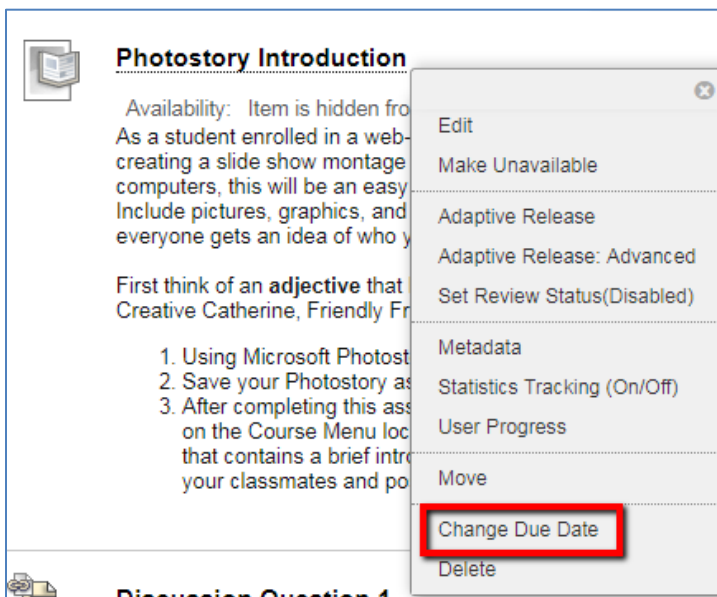 Photostory Introduction
Availability: Item is hidden fro
As a student enrolled in a web-
creating a slide show montage
computers, this will be an easy
Include pictures, graphics, and
everyone gets an idea of who y
First think of an adjective that
Creative Catherine, Friendly Fr
1. Using Microsoft Photost
2. Save your Photostory as
3. After completing this ass
on the Course Menu loc
that contains a brief intro
your classmates and po
Edit
Make Unavailable
Adaptive Release
Adaptive Release: Advanced
Set Review Status(Disabled)
Metadata
Statistics Tracking (On/Off)
User Progress
Move
Change Due Date
Delete
Discussion Question 1